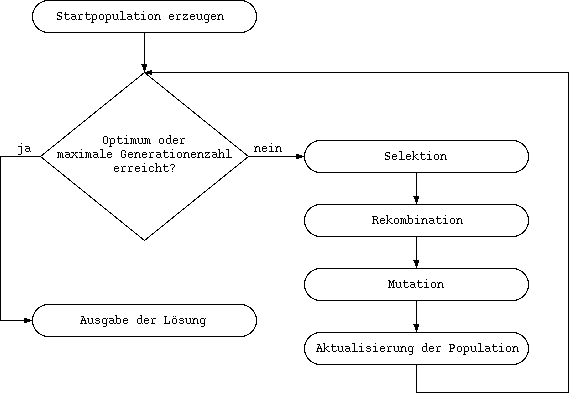 Startpopulation erzeugen
Optimum oder
maximale Generationenzahl
erreicht?
ja
nein
Selektion
Rekombination
Mutation
Aktualisierung der Population
Ausgabe der Lösung